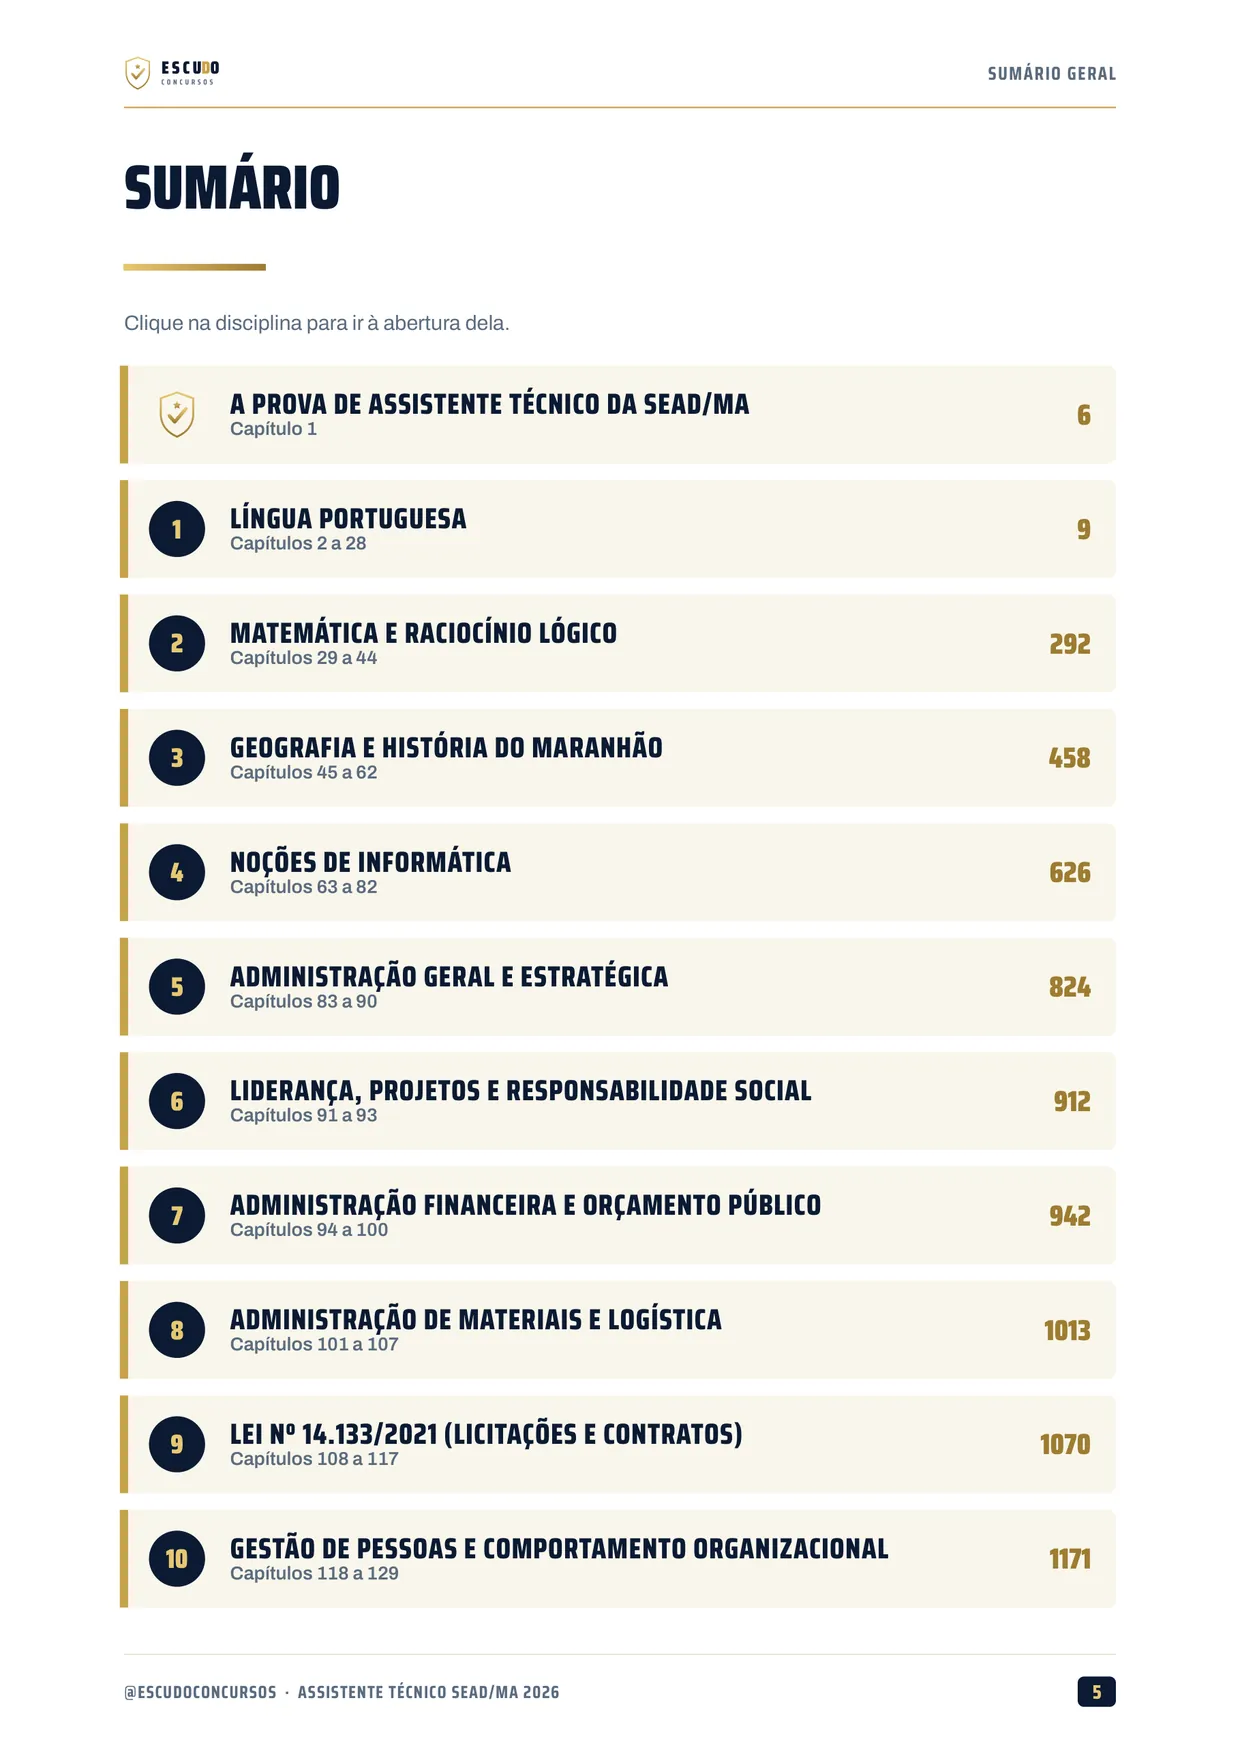 ESCUDO
CONCURSOS
SUMÁRIO GERAL
SUMÁRIO
Clique na disciplina para ir à abertura dela.
A PROVA DE ASSISTENTE TÉCNICO DA SEAD/MA
Capítulo 1
6
1
LÍNGUA PORTUGUESA
Capítulos 2 a 28
9
2
MATEMÁTICA E RACIOCÍNIO LÓGICO
Capítulos 29 a 44
292
3
GEOGRAFIA E HISTÓRIA DO MARANHÃO
Capítulos 45 a 62
458
4
NOÇÕES DE INFORMÁTICA
Capítulos 63 a 82
626
5
ADMINISTRAÇÃO GERAL E ESTRATÉGICA
Capítulos 83 a 90
824
6
LIDERANÇA, PROJETOS E RESPONSABILIDADE SOCIAL
Capítulos 91 a 93
912
7
ADMINISTRAÇÃO FINANCEIRA E ORÇAMENTO PÚBLICO
Capítulos 94 a 100
942
8
ADMINISTRAÇÃO DE MATERIAIS E LOGÍSTICA
Capítulos 101 a 107
1013
9
LEI Nº 14.133/2021 (LICITAÇÕES E CONTRATOS)
Capítulos 108 a 117
1070
10
GESTÃO DE PESSOAS E COMPORTAMENTO ORGANIZACIONAL
Capítulos 118 a 129
1171
@ESCUDOCONCURSOS · ASSISTENTE TÉCNICO SEAD/MA 2026
5